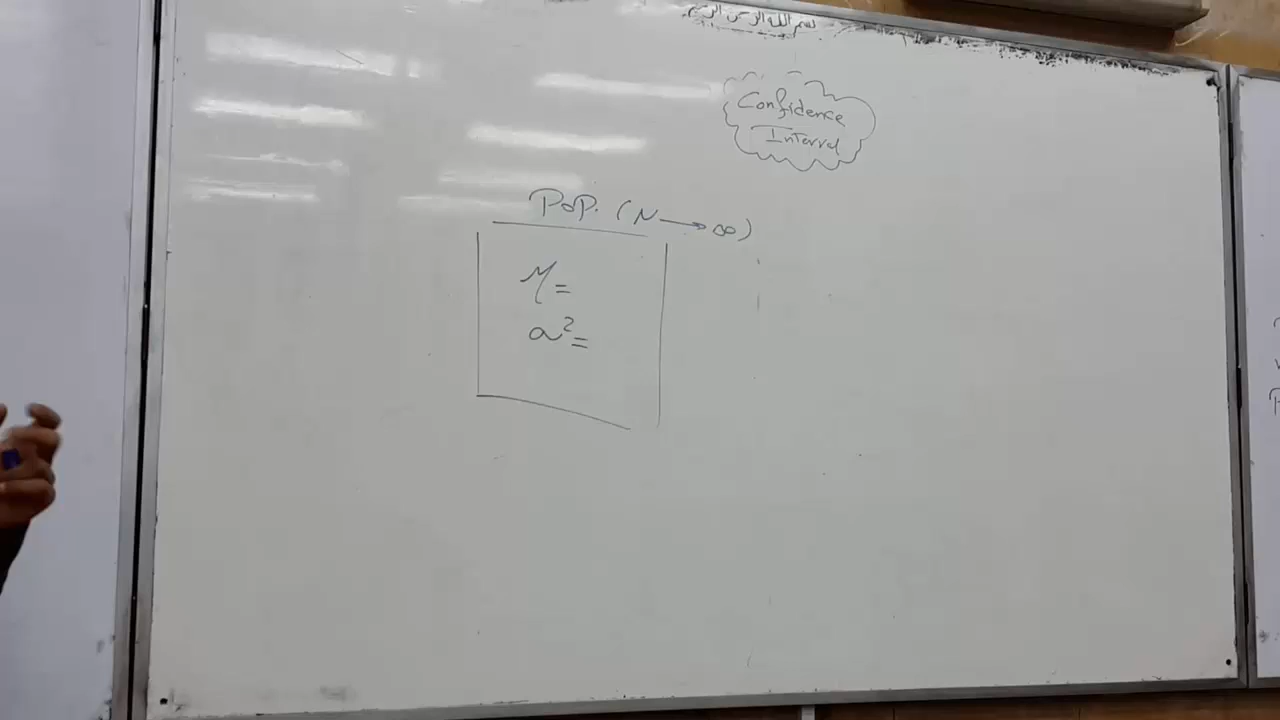 بسم الله الرحمن الرحيم
Confidence
Interval
Pop. (N → ∞)
μ =
σ² =